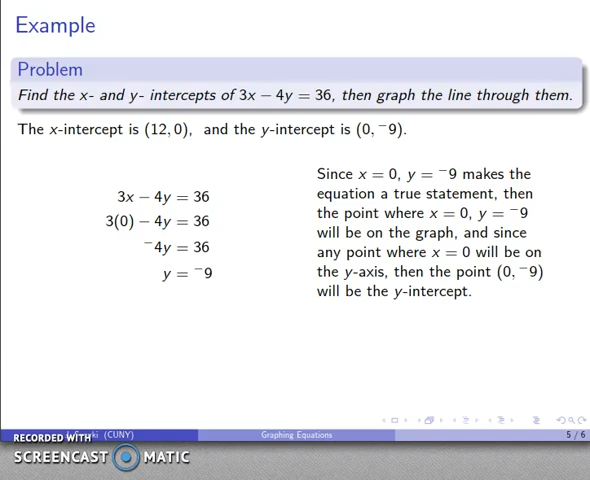 Example
Problem
Find the x- and y- intercepts of 3x − 4y = 36, then graph the line through them.
The x-intercept is (12, 0), and the y-intercept is (0, ⁻9).
3x − 4y = 36
3(0) − 4y = 36
⁻4y = 36
y = ⁻9
Since x = 0, y = ⁻9 makes the
equation a true statement, then
the point where x = 0, y = ⁻9
will be on the graph, and since
any point where x = 0 will be on
the y-axis, then the point (0, ⁻9)
will be the y-intercept.
(CUNY)
Graphing Equations
5 / 6
RECORDED WITH
SCREENCAST MATIC